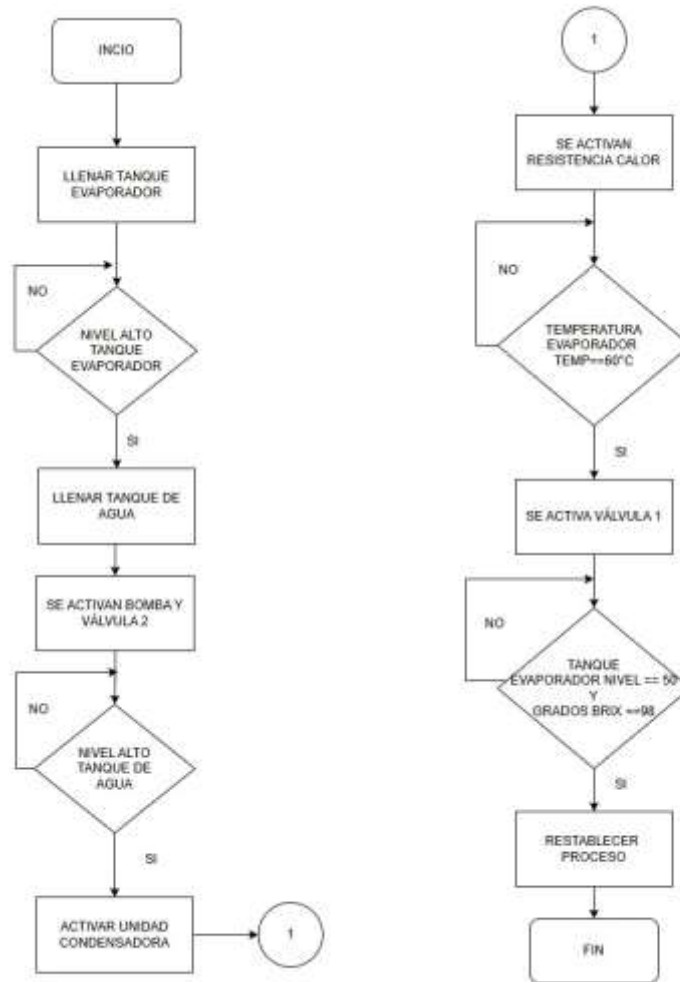 INCIO
LLENAR TANQUE
EVAPORADOR
NO
NIVEL ALTO
TANQUE
EVAPORADOR
SI
LLENAR TANQUE DE
AGUA
SE ACTIVAN BOMBA Y
VÁLVULA 2
NO
NIVEL ALTO
TANQUE DE
AGUA
SI
ACTIVAR UNIDAD
CONDENSADORA
1
1
SE ACTIVAN
RESISTENCIA CALOR
NO
TEMPERATURA
EVAPORADOR
TEMP==60°C
SI
SE ACTIVA VÁLVULA 1
NO
TANQUE
EVAPORADOR NIVEL == 50
Y
GRADOS BRIX ==98
SI
RESTABLECER
PROCESO
FIN